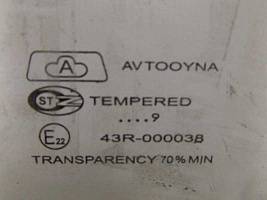 A AVTOOYNA
ST TEMPERED
....9
E22 43R-000038
TRANSPARENCY 70% MIN